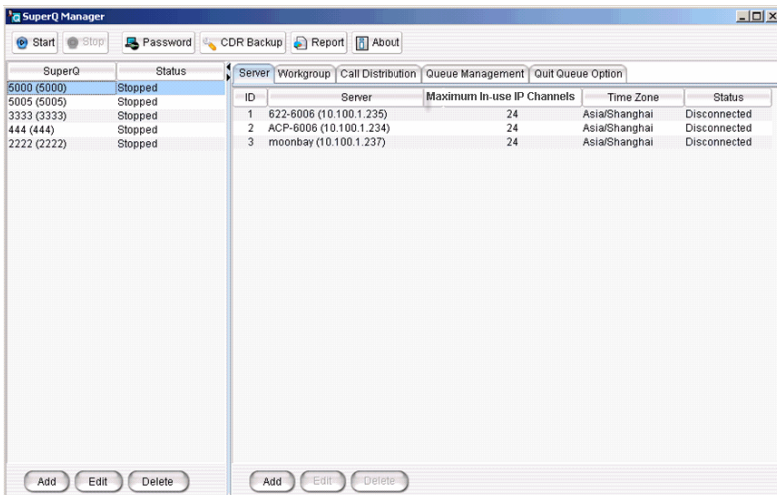 SuperQ Manager
Start Stop Password CDR Backup Report About
SuperQ Status
5000 (5000) Stopped
5005 (5005) Stopped
3333 (3333) Stopped
444 (444) Stopped
2222 (2222) Stopped
Add Edit Delete
Server Workgroup Call Distribution Queue Management Quit Queue Option
ID Server Maximum In-use IP Channels Time Zone Status
1 622-6006 (10.100.1.235) 24 Asia/Shanghai Disconnected
2 ACP-6006 (10.100.1.234) 24 Asia/Shanghai Disconnected
3 moonbay (10.100.1.237) 24 Asia/Shanghai Disconnected
Add Edit Delete